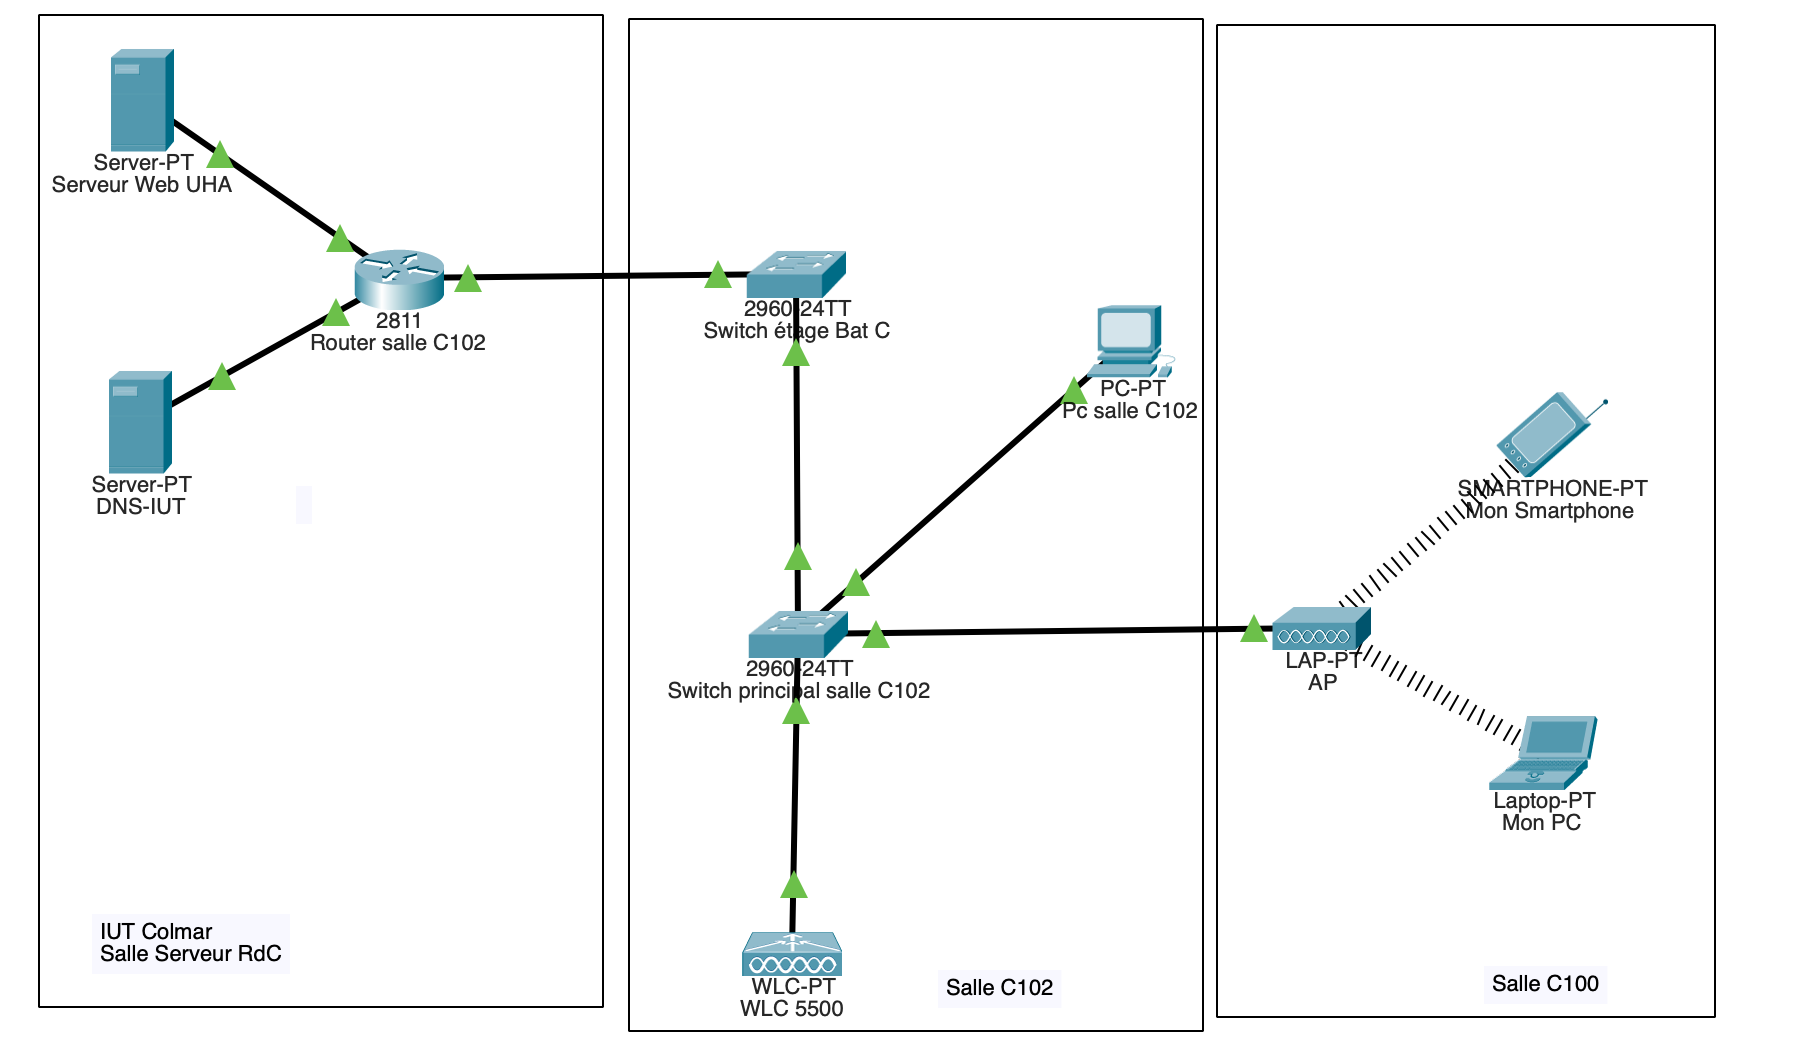 Server-PT
Serveur Web UHA
2811
Router salle C102
Server-PT
DNS-IUT
IUT Colmar
Salle Serveur RdC
2960-24TT
Switch étage Bat C
PC-PT
Pc salle C102
2960-24TT
Switch principal salle C102
WLC-PT
WLC 5500
Salle C102
SMARTPHONE-PT
Mon Smartphone
LAP-PT
AP
Laptop-PT
Mon PC
Salle C100